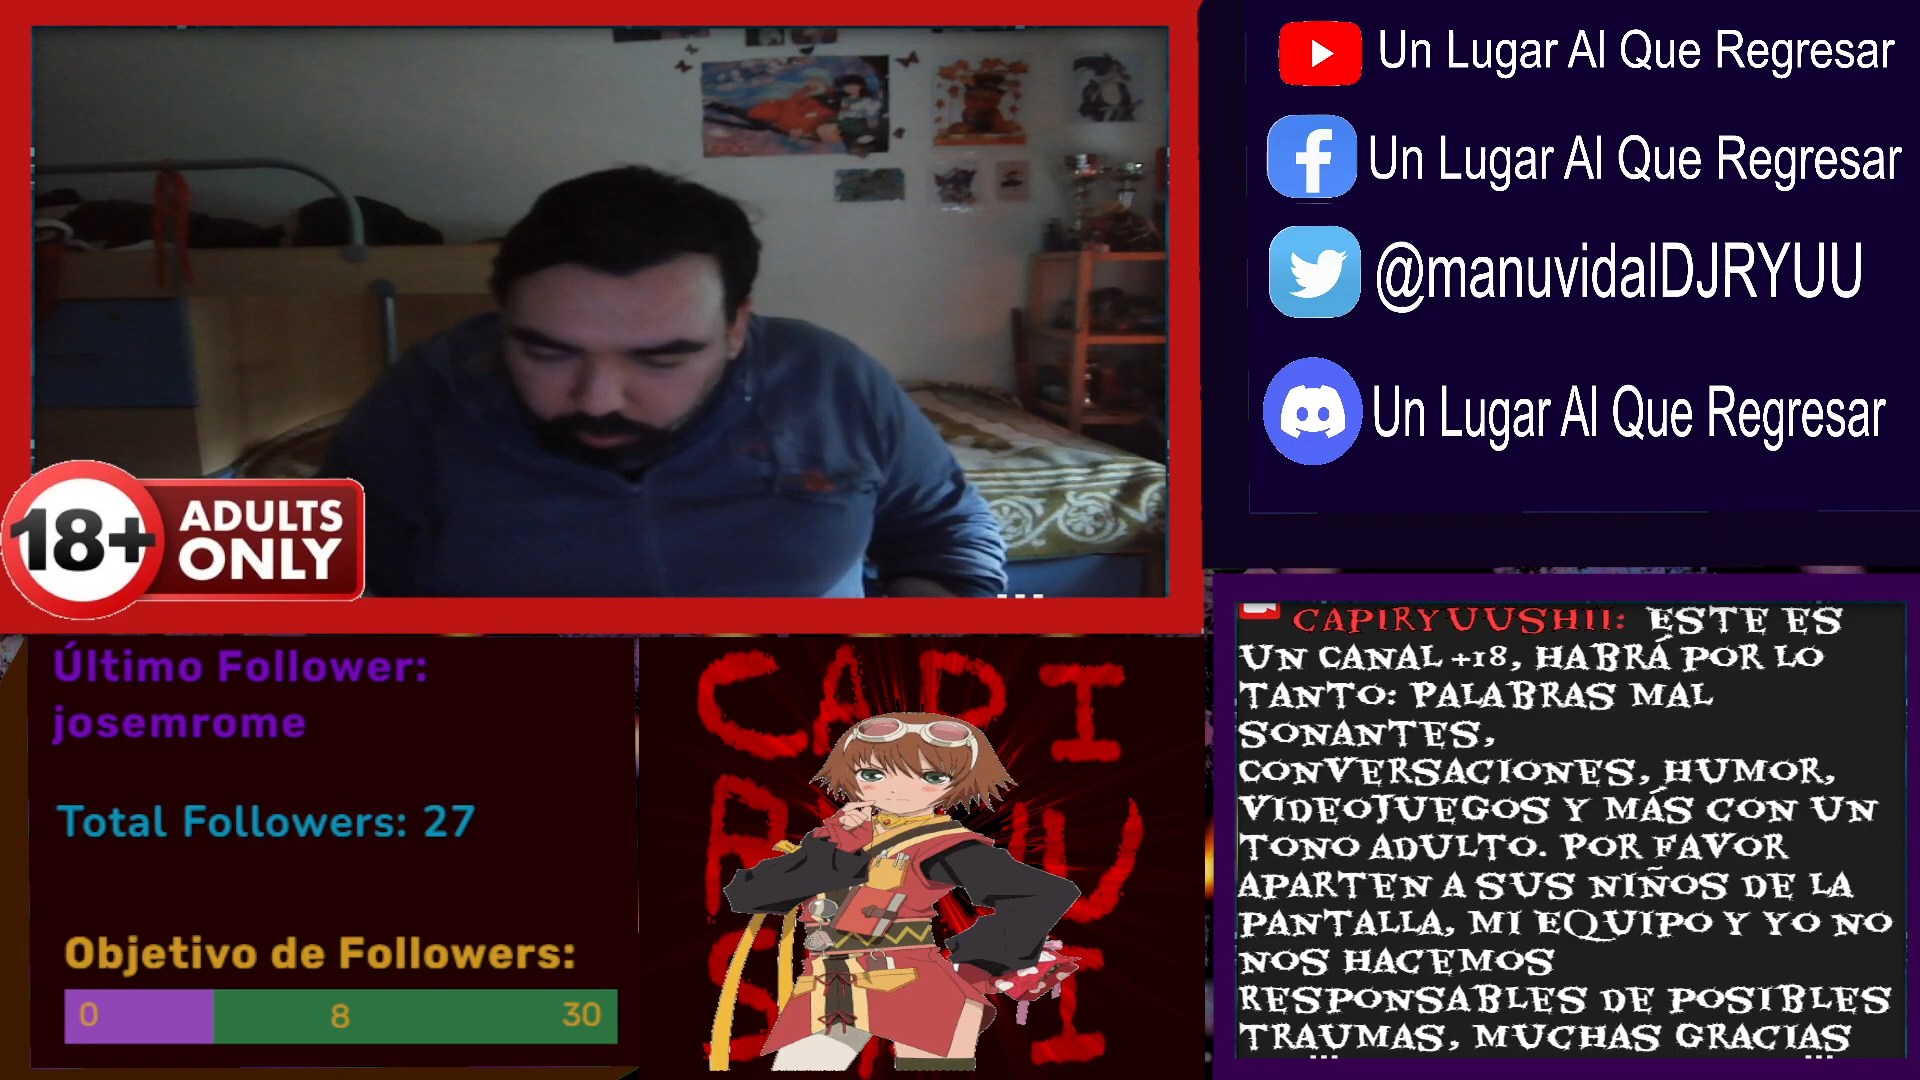 Un Lugar Al Que Regresar
Un Lugar Al Que Regresar
@manuvidalDJRYUU
Un Lugar Al Que Regresar
18+ ADULTS
ONLY
Último Follower:
josemrome
Total Followers: 27
Objetivo de Followers:
0 8 30
CAPI
RYUU
SHII
CAPIRYUUSHII: ESTE ES
UN CANAL +18, HABRÁ POR LO
TANTO: PALABRAS MAL
SONANTES,
CONVERSACIONES, HUMOR,
VIDEOJUEGOS Y MÁS CON UN
TONO ADULTO. POR FAVOR
APARTEN A SUS NIÑOS DE LA
PANTALLA, MI EQUIPO Y YO NO
NOS HACEMOS
RESPONSABLES DE POSIBLES
TRAUMAS, MUCHAS GRACIAS